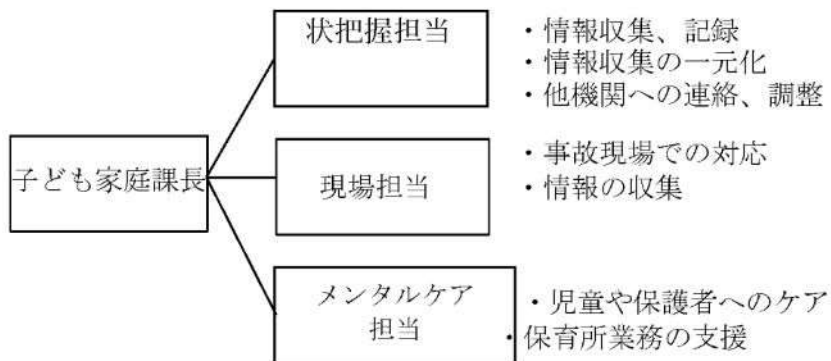 子ども家庭課長
状把握担当
・情報収集、記録
・情報収集の一元化
・他機関への連絡、調整
現場担当
・事故現場での対応
・情報の収集
メンタルケア
担当
・児童や保護者へのケア
・保育所業務の支援